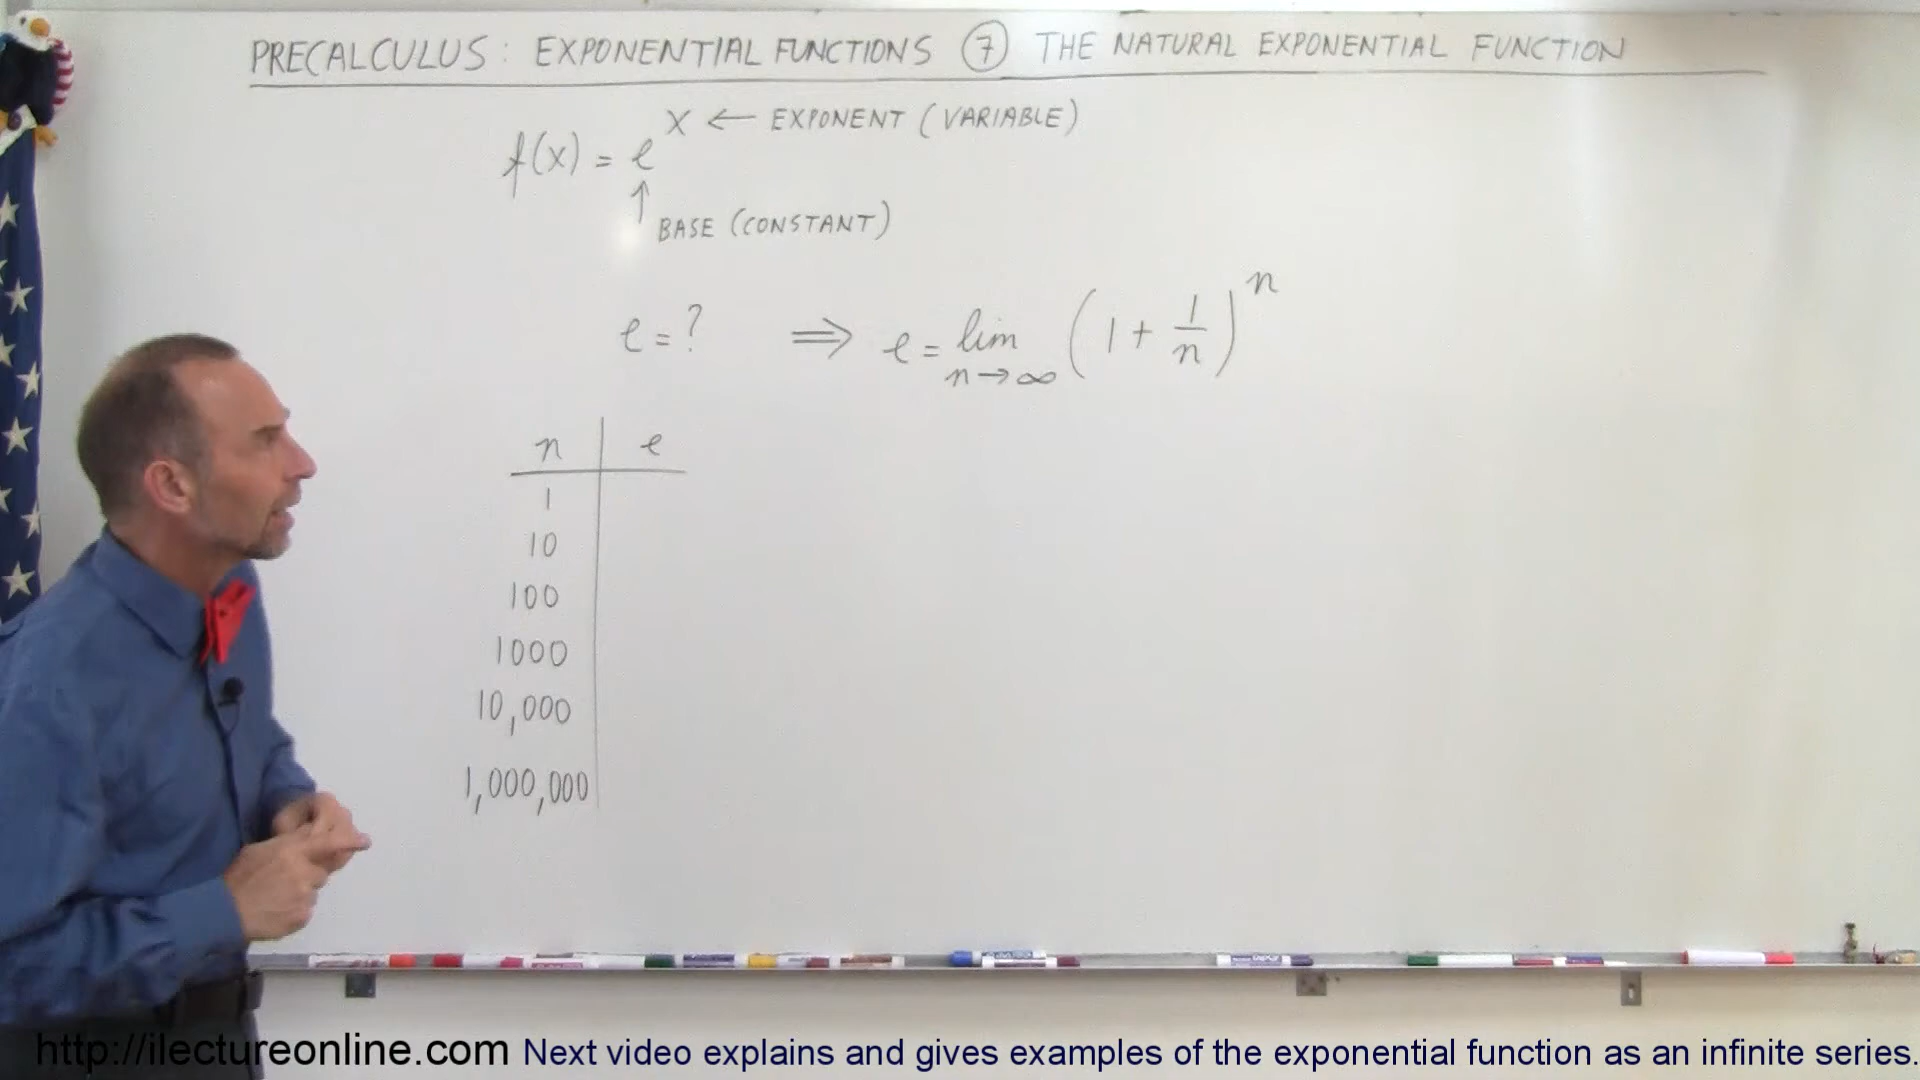 PRECALCULUS: EXPONENTIAL FUNCTIONS ⑦ THE NATURAL EXPONENTIAL FUNCTION
f(x) = e^x ← EXPONENT (VARIABLE)
↑
BASE (CONSTANT)
e = ? ⇒ e = lim n→∞ (1 + 1/n)^n
n | e
1
10
100
1000
10,000
1,000,000
http://ilectureonline.com Next video explains and gives examples of the exponential function as an infinite series.